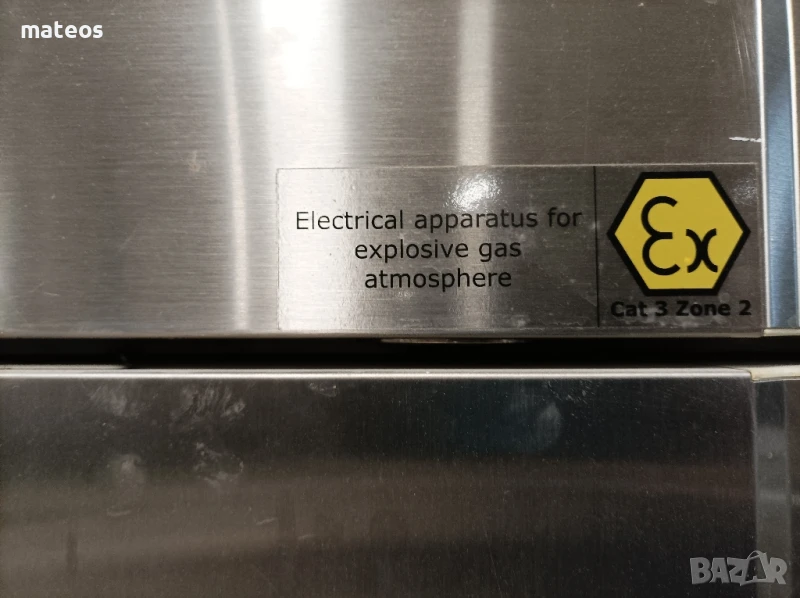 mateos
Electrical apparatus for
explosive gas
atmosphere
Ex
Cat 3 Zone 2
BAZAR